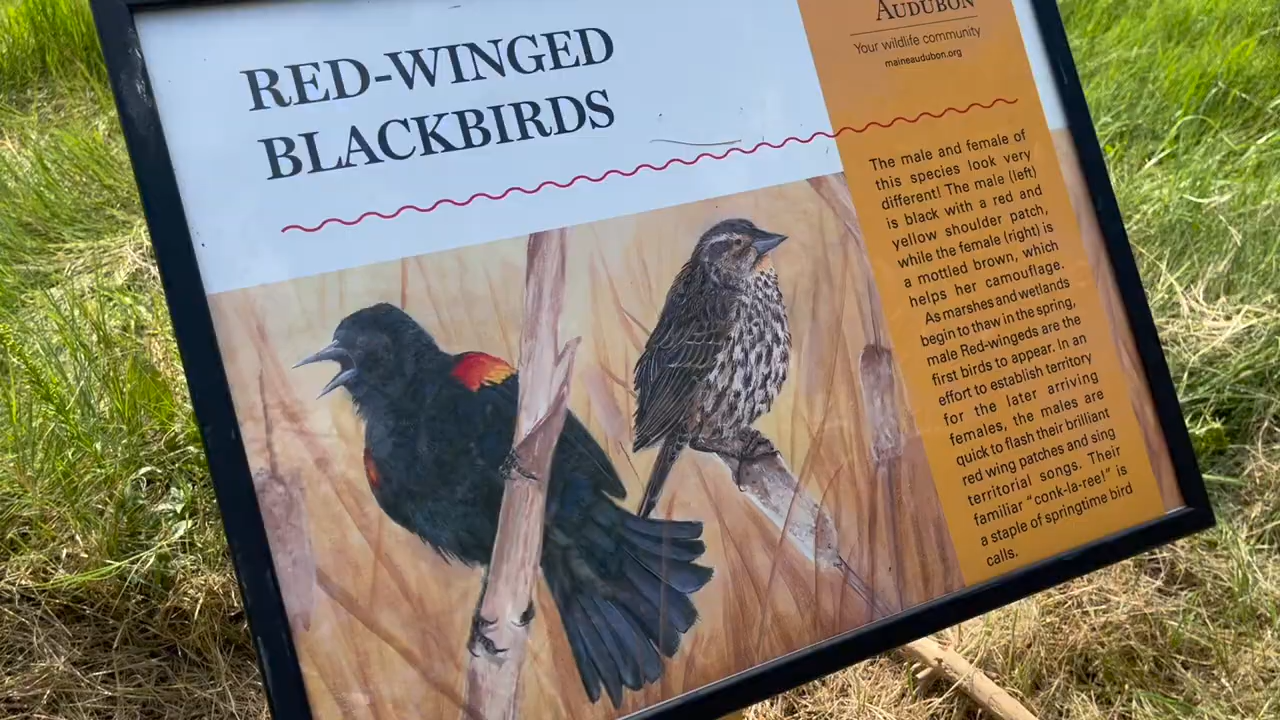 RED-WINGED
BLACKBIRDS
AUDUBON
Your wildlife community
maineaudubon.org
The male and female of
this species look very
different! The male (left)
is black with a red and
yellow shoulder patch,
while the female (right) is
a mottled brown, which
helps her camouflage.
As marshes and wetlands
begin to thaw in the spring,
male Red-wingeds are the
first birds to appear. In an
effort to establish territory
for the later arriving
females, the males are
quick to flash their brilliant
red wing patches and sing
territorial songs. Their
familiar "conk-la-ree!" is
a staple of springtime bird
calls.